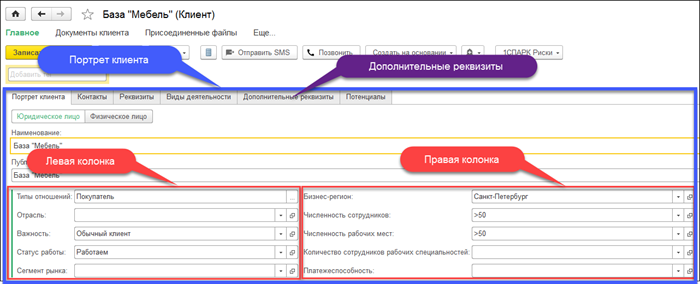 База "Мебель" (Клиент)
Главное Документы клиента Присоединенные файлы Еще...
Отправить SMS Позвонить Создать на основании 1СПАРК Риски
Портрет клиента
Дополнительные реквизиты
Портрет клиента Контакты Реквизиты Виды деятельности Дополнительные реквизиты Потенциалы
Юридическое лицо Физическое лицо
Наименование:
База "Мебель"
База "Мебель"
Левая колонка
Правая колонка
Типы отношений: Покупатель ... Бизнес-регион: Санкт-Петербург
Отрасль: Численность сотрудников: >50
Важность: Обычный клиент Численность рабочих мест: >50
Статус работы: Работаем Количество сотрудников рабочих специальностей:
Сегмент рынка: Платежеспособность: